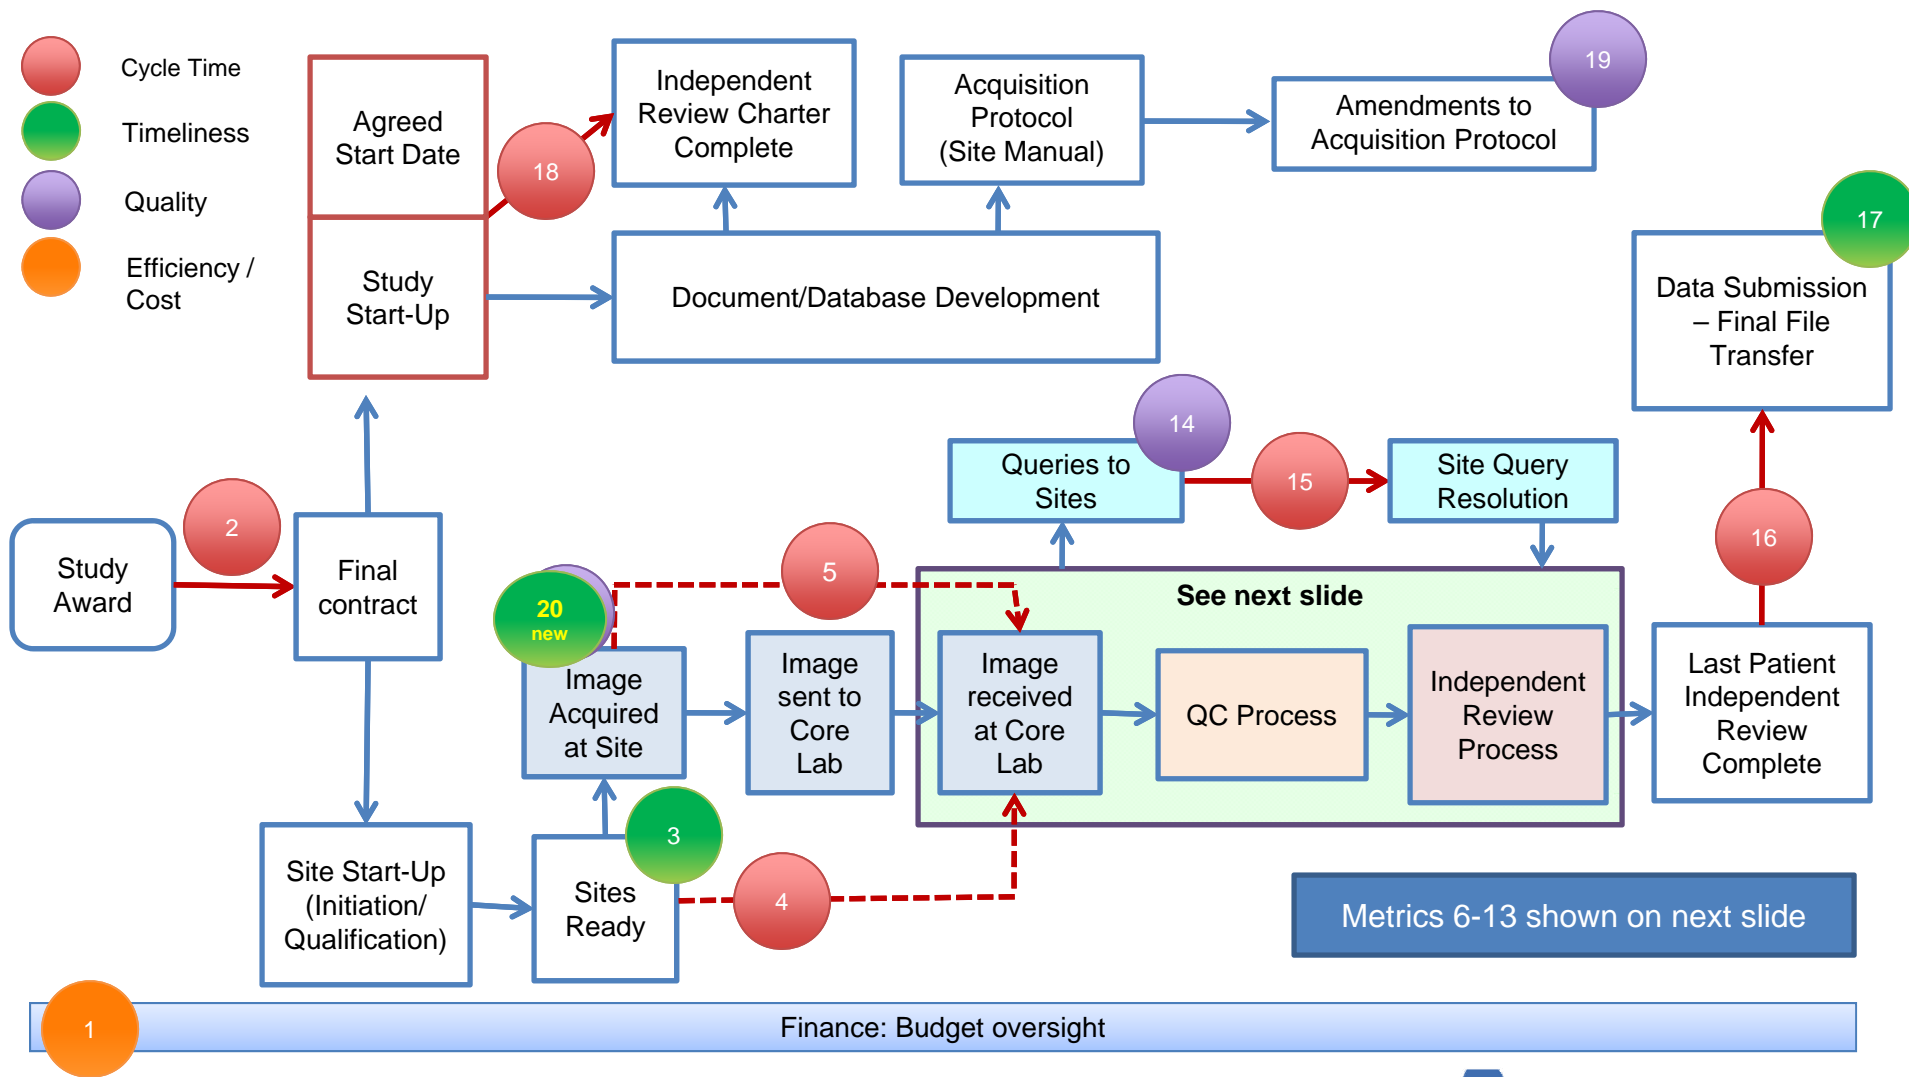 Cycle Time
Timeliness
Quality
Efficiency /
Cost
Agreed
Start Date
Study
Start-Up
18
Independent
Review Charter
Complete
Acquisition
Protocol
(Site Manual)
Amendments to
Acquisition Protocol
19
Document/Database Development
17
Data Submission
– Final File
Transfer
Queries to
Sites
14
15
Site Query
Resolution
16
Study
Award
2
Final
contract
20
new
5
See next slide
Image
Acquired
at Site
Image
sent to
Core
Lab
Image
received
at Core
Lab
QC Process
Independent
Review
Process
Last Patient
Independent
Review
Complete
Site Start-Up
(Initiation/
Qualification)
Sites
Ready
3
4
Metrics 6-13 shown on next slide
1
Finance: Budget oversight